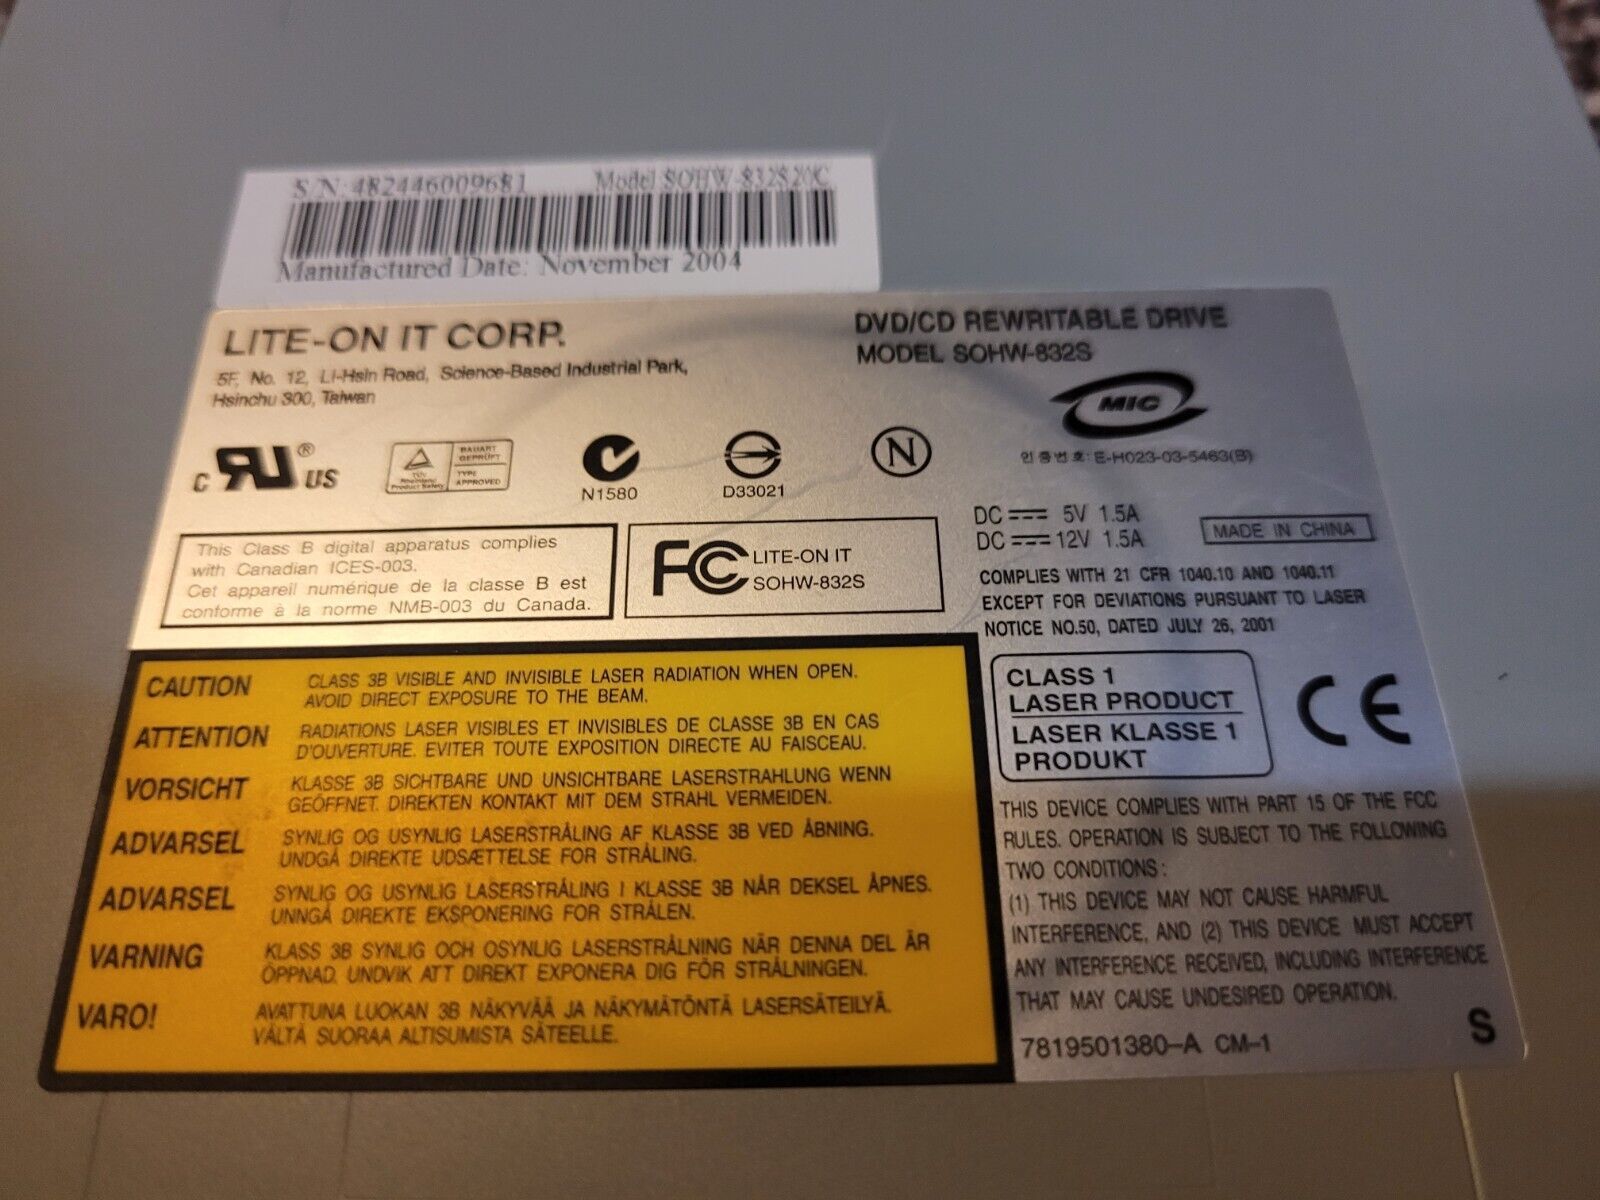 S/N: 482446009681 Model SOHW-832S20C
Manufactured Date: November 2004
LITE-ON IT CORP.
5F, No. 12, Li-Hsin Road, Science-Based Industrial Park,
Hsinchu 300, Taiwan
DVD/CD REWRITABLE DRIVE
MODEL SOHW-832S
MIC
인증번호: E-H023-03-5463(B)
C RU® US
TÜV
Rheinland
Product Safety
BAUART
GEPRÜFT
TYPE
APPROVED
N1580
D33021
N
DC 5V 1.5A
DC 12V 1.5A
MADE IN CHINA
This Class B digital apparatus complies
with Canadian ICES-003.
Cet appareil numérique de la classe B est
conforme à la norme NMB-003 du Canada.
FC LITE-ON IT
SOHW-832S
COMPLIES WITH 21 CFR 1040.10 AND 1040.11
EXCEPT FOR DEVIATIONS PURSUANT TO LASER
NOTICE NO.50, DATED JULY 26, 2001
CAUTION CLASS 3B VISIBLE AND INVISIBLE LASER RADIATION WHEN OPEN.
AVOID DIRECT EXPOSURE TO THE BEAM.
ATTENTION RADIATIONS LASER VISIBLES ET INVISIBLES DE CLASSE 3B EN CAS
D'OUVERTURE. EVITER TOUTE EXPOSITION DIRECTE AU FAISCEAU.
VORSICHT KLASSE 3B SICHTBARE UND UNSICHTBARE LASERSTRAHLUNG WENN
GEÖFFNET. DIREKTEN KONTAKT MIT DEM STRAHL VERMEIDEN.
ADVARSEL SYNLIG OG USYNLIG LASERSTRÅLING AF KLASSE 3B VED ÅBNING.
UNDGÅ DIREKTE UDSÆTTELSE FOR STRÅLING.
ADVARSEL SYNLIG OG USYNLIG LASERSTRÅLING I KLASSE 3B NÅR DEKSEL ÅPNES.
UNNGÅ DIREKTE EKSPONERING FOR STRÅLEN.
VARNING KLASS 3B SYNLIG OCH OSYNLIG LASERSTRÅLNING NÄR DENNA DEL ÄR
ÖPPNAD. UNDVIK ATT DIREKT EXPONERA DIG FÖR STRÅLNINGEN.
VARO! AVATTUNA LUOKAN 3B NÄKYVÄÄ JA NÄKYMÄTÖNTÄ LASERSÄTEILYÄ.
VÄLTÄ SUORAA ALTISUMISTA SÄTEELLE.
CLASS 1
LASER PRODUCT
LASER KLASSE 1
PRODUKT
CE
THIS DEVICE COMPLIES WITH PART 15 OF THE FCC
RULES. OPERATION IS SUBJECT TO THE FOLLOWING
TWO CONDITIONS:
(1) THIS DEVICE MAY NOT CAUSE HARMFUL
INTERFERENCE, AND (2) THIS DEVICE MUST ACCEPT
ANY INTERFERENCE RECEIVED, INCLUDING INTERFERENCE
THAT MAY CAUSE UNDESIRED OPERATION.
7819501380-A CM-1
S